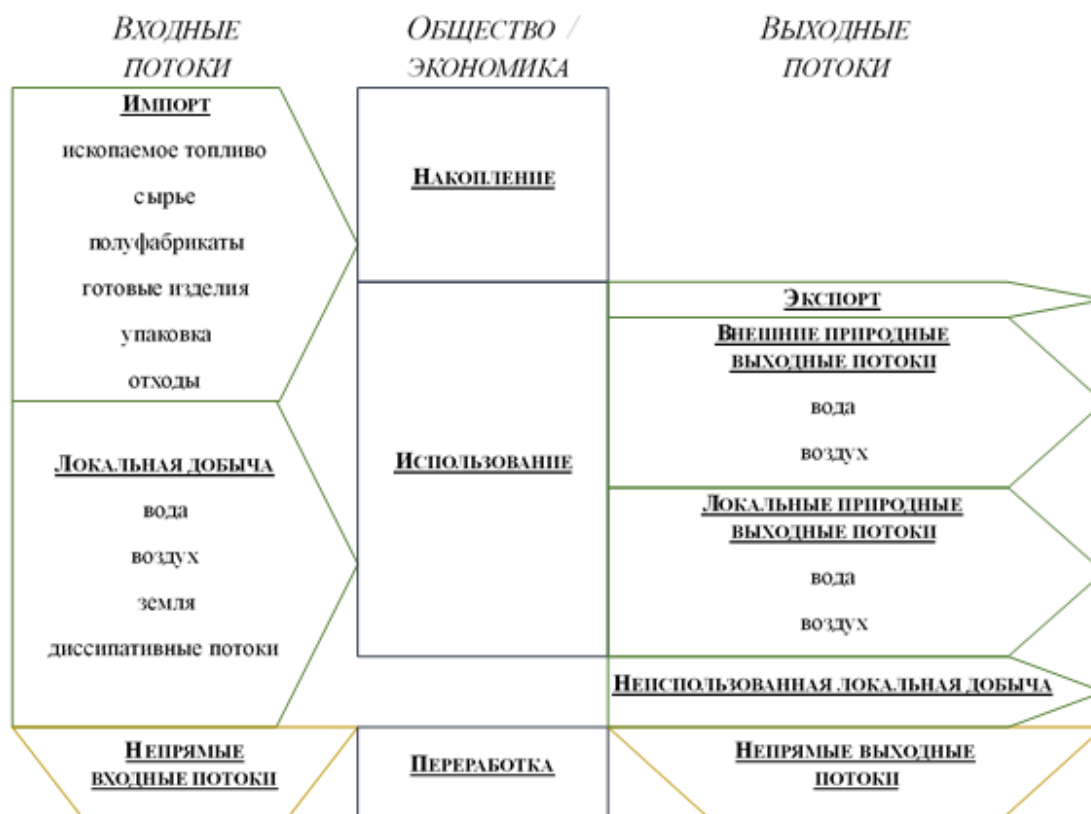 ВХОДНЫЕ
ПОТОКИ
ОБЩЕСТВО /
ЭКОНОМИКА
ВЫХОДНЫЕ
ПОТОКИ
ИМПОРТ
ископаемое топливо
сырье
полуфабрикаты
готовые изделия
упаковка
отходы
ЛОКАЛЬНАЯ ДОБЫЧА
вода
воздух
земля
диссипативные потоки
НЕПРЯМЫЕ
ВХОДНЫЕ ПОТОКИ
НАКОПЛЕНИЕ
ИСПОЛЬЗОВАНИЕ
ПЕРЕРАБОТКА
ЭКСПОРТ
ВНЕШНИЕ ПРИРОДНЫЕ
ВЫХОДНЫЕ ПОТОКИ
вода
воздух
ЛОКАЛЬНЫЕ ПРИРОДНЫЕ
ВЫХОДНЫЕ ПОТОКИ
вода
воздух
НЕИСПОЛЬЗОВАННАЯ ЛОКАЛЬНАЯ ДОБЫЧА
НЕПРЯМЫЕ ВЫХОДНЫЕ
ПОТОКИ